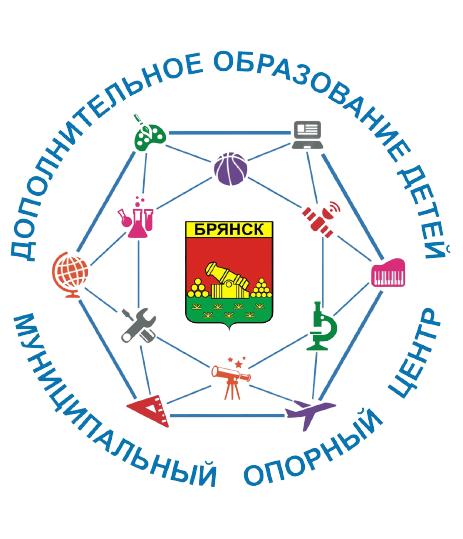 ДОПОЛНИТЕЛЬНОЕ ОБРАЗОВАНИЕ ДЕТЕЙ
БРЯНСК
МУНИЦИПАЛЬНЫЙ ОПОРНЫЙ ЦЕНТР